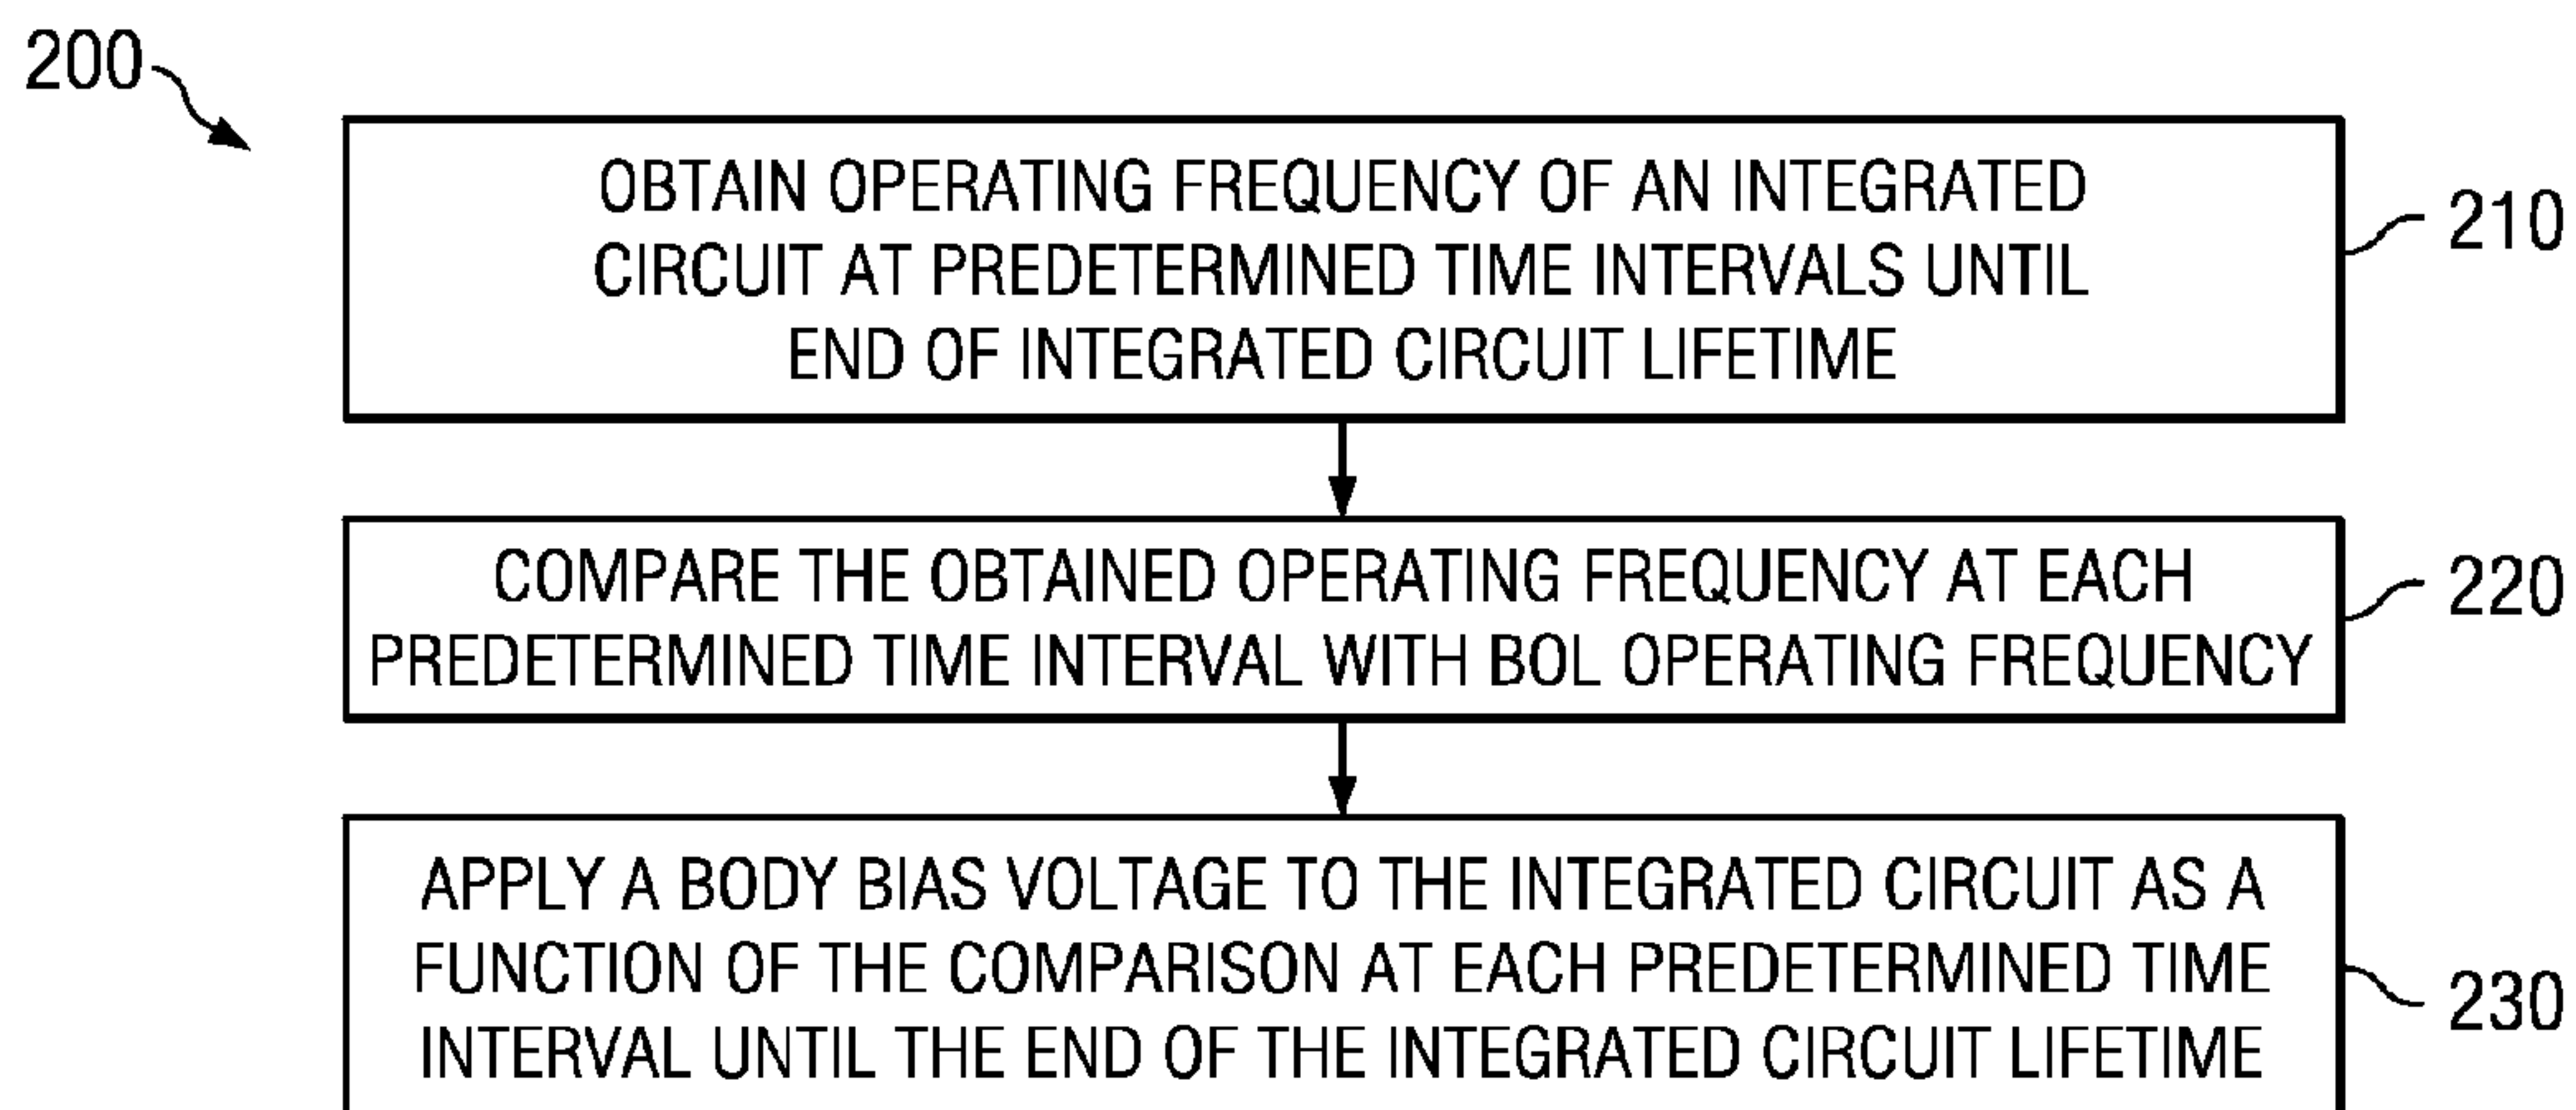 200
OBTAIN OPERATING FREQUENCY OF AN INTEGRATED
CIRCUIT AT PREDETERMINED TIME INTERVALS UNTIL
END OF INTEGRATED CIRCUIT LIFETIME
210
COMPARE THE OBTAINED OPERATING FREQUENCY AT EACH
PREDETERMINED TIME INTERVAL WITH BOL OPERATING FREQUENCY
220
APPLY A BODY BIAS VOLTAGE TO THE INTEGRATED CIRCUIT AS A
FUNCTION OF THE COMPARISON AT EACH PREDETERMINED TIME
INTERVAL UNTIL THE END OF THE INTEGRATED CIRCUIT LIFETIME
230